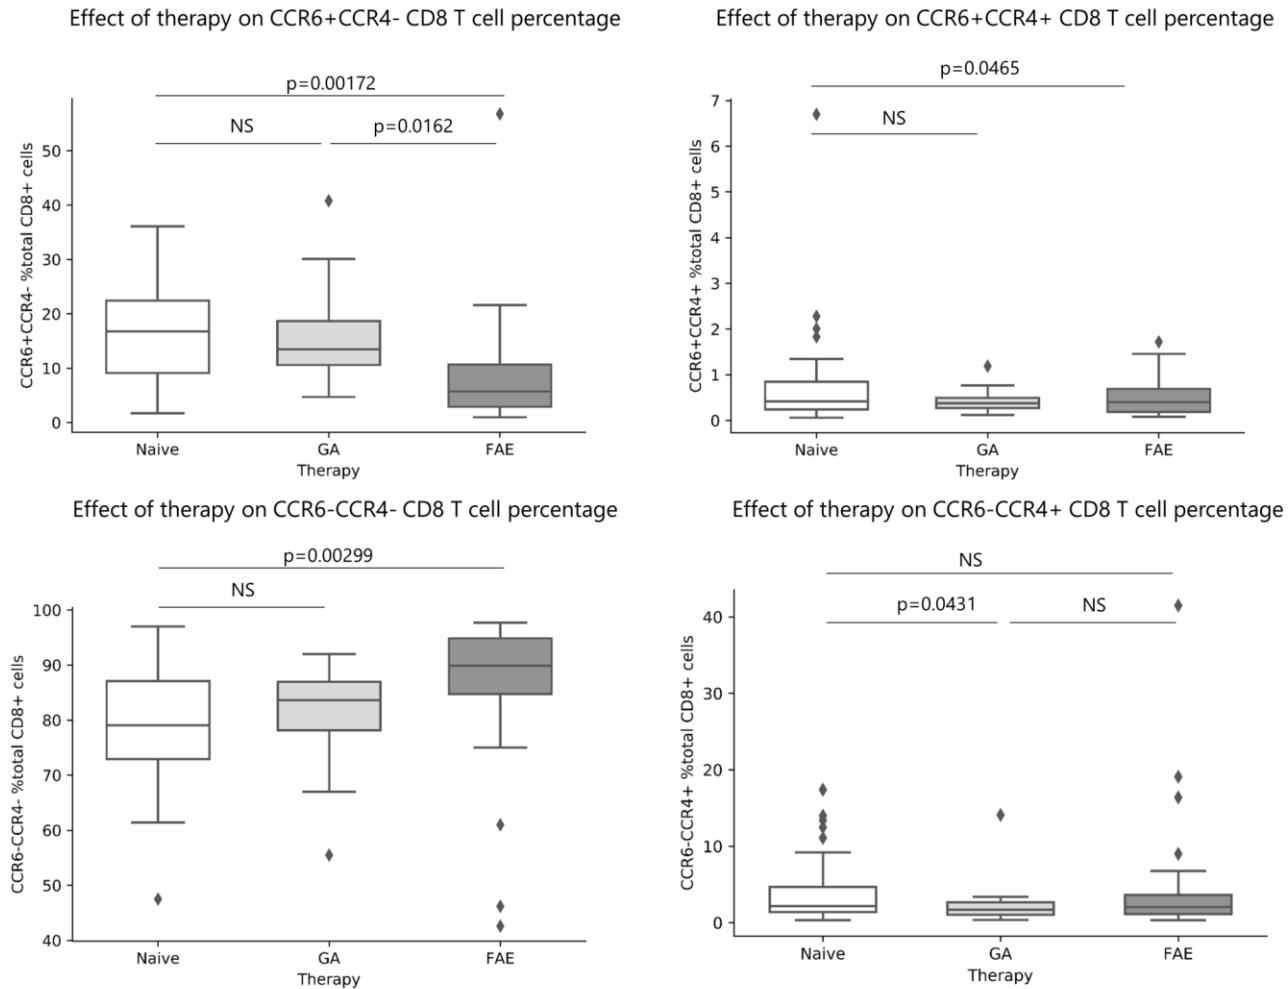 Effect of therapy on CCR6+CCR4- CD8 T cell percentage
p=0.00172
NS
p=0.0162
CCR6+CCR4- %total CD8+ cells
50
40
30
20
10
0
Naive
GA
FAE
Therapy
Effect of therapy on CCR6+CCR4+ CD8 T cell percentage
p=0.0465
NS
CCR6+CCR4+ %total CD8+ cells
7
6
5
4
3
2
1
0
Naive
GA
FAE
Therapy
Effect of therapy on CCR6-CCR4- CD8 T cell percentage
p=0.00299
NS
CCR6-CCR4- %total CD8+ cells
100
90
80
70
60
50
40
Naive
GA
FAE
Therapy
Effect of therapy on CCR6-CCR4+ CD8 T cell percentage
NS
p=0.0431
NS
CCR6-CCR4+ %total CD8+ cells
40
30
20
10
0
Naive
GA
FAE
Therapy